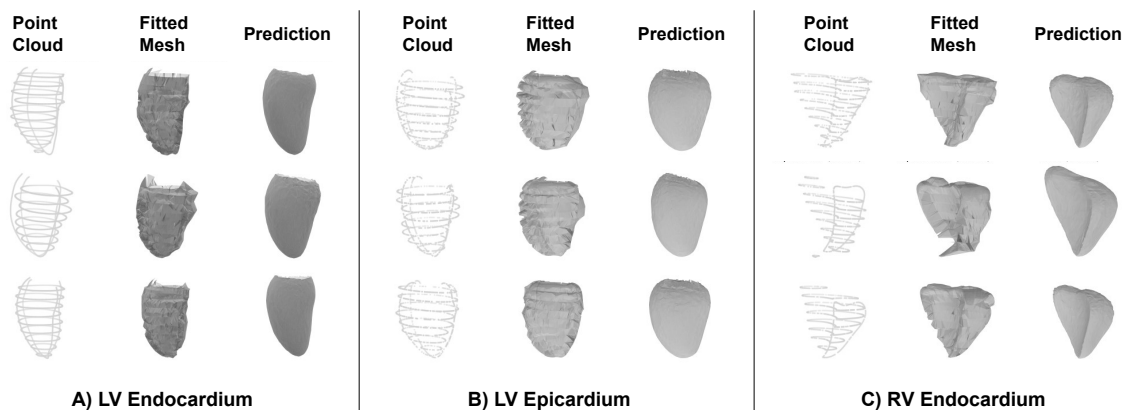 Point Cloud
Fitted Mesh
Prediction
Point Cloud
Fitted Mesh
Prediction
Point Cloud
Fitted Mesh
Prediction
A) LV Endocardium
B) LV Epicardium
C) RV Endocardium